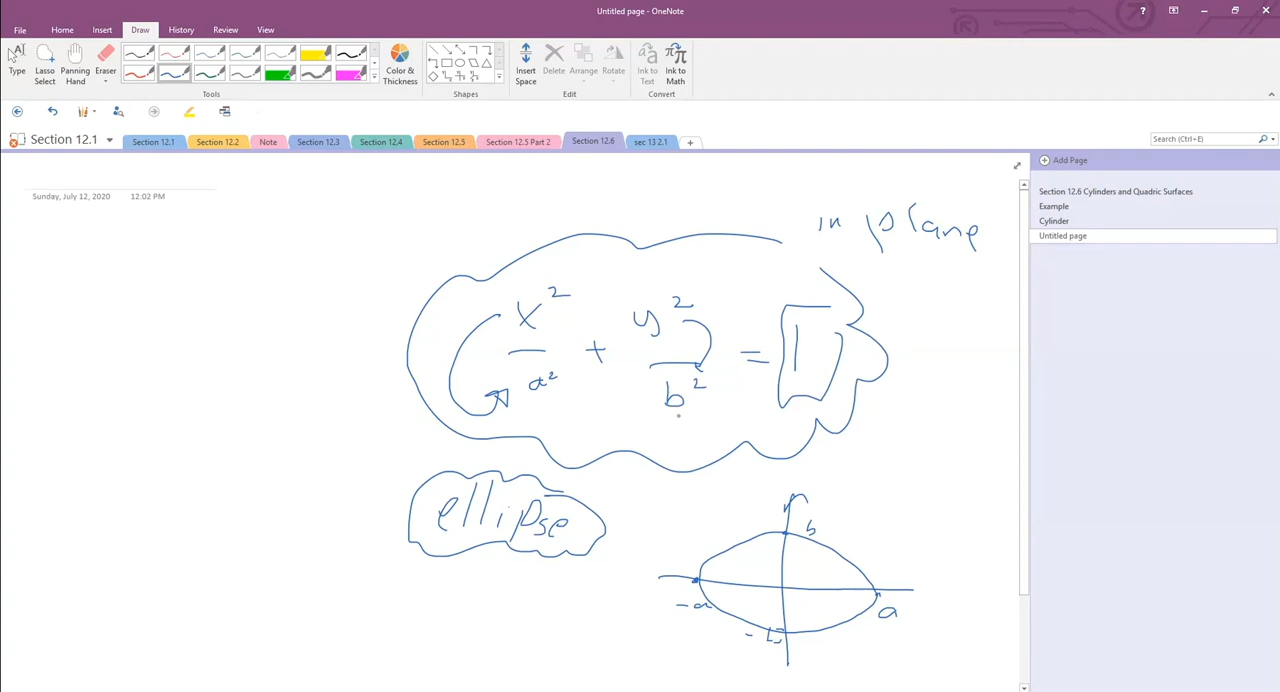 Untitled page - OneNote
File Home Insert Draw History Review View
Type Lasso Select Panning Hand Eraser Color & Thickness Insert Space Delete Arrange Rotate Ink to Text Ink to Math
Tools Shapes Edit Convert
Section 12.1 Section 12.1 Section 12.2 Note Section 12.3 Section 12.4 Section 12.5 Section 12.5 Part 2 Section 12.6 sec 13 2.1 Search (Ctrl+E)
Add Page
Section 12.6 Cylinders and Quadric Surfaces
Example
Cylinder
Untitled page
Sunday, July 12, 2020 12:02 PM
in plane
x²/a² + y²/b² = 1
ellipse
b
-a
a
-b